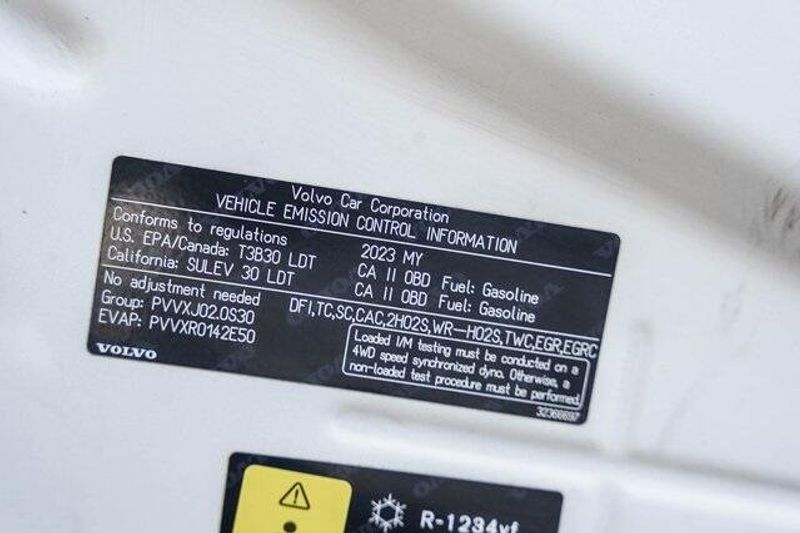 Volvo Car Corporation
VEHICLE EMISSION CONTROL INFORMATION
Conforms to regulations 2023 MY
U.S. EPA/Canada: T3B30 LDT CA II OBD Fuel: Gasoline
California: SULEV 30 LDT CA II OBD Fuel: Gasoline
No adjustment needed DFI,TC,SC,CAC,2HO2S,WR-HO2S,TWC,EGR,EGRC
Group: PVVXJ02.0S30
EVAP: PVVXR0142E50
Loaded I/M testing must be conducted on a
4WD speed synchronized dyno. Otherwise, a
non-loaded test procedure must be performed.
VOLVO
32366697
R-1234yf